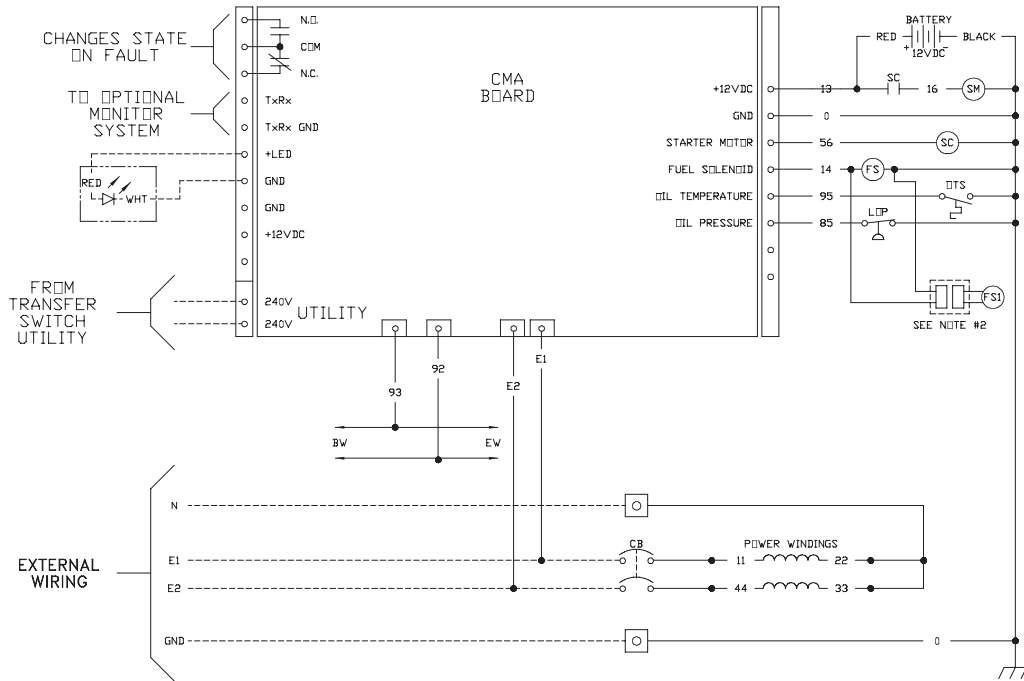 CHANGES STATE
ON FAULT
TO OPTIONAL
MONITOR
SYSTEM
RED
WHT
FROM
TRANSFER
SWITCH
UTILITY
N.O.
COM
N.C.
TxRx
TxRx GND
+LED
GND
GND
+12VDC
240V
240V
UTILITY
CMA
BOARD
+12VDC
GND
STARTER MOTOR
FUEL SOLENOID
OIL TEMPERATURE
OIL PRESSURE
BATTERY
RED
BLACK
+ 12VDC -
13
SC
16
SM
0
56
SC
14
FS
95
OTS
85
LOP
FS1
SEE NOTE #2
93
92
E2
E1
BW
EW
EXTERNAL
WIRING
N
E1
E2
GND
CB
POWER WINDINGS
11
22
44
33
0